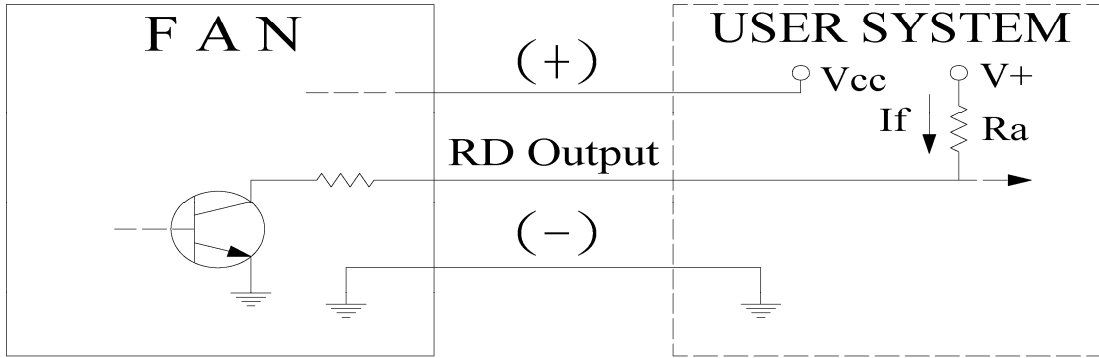 F A N
USER SYSTEM
(+)
Vcc
V+
If
Ra
RD Output
(-)